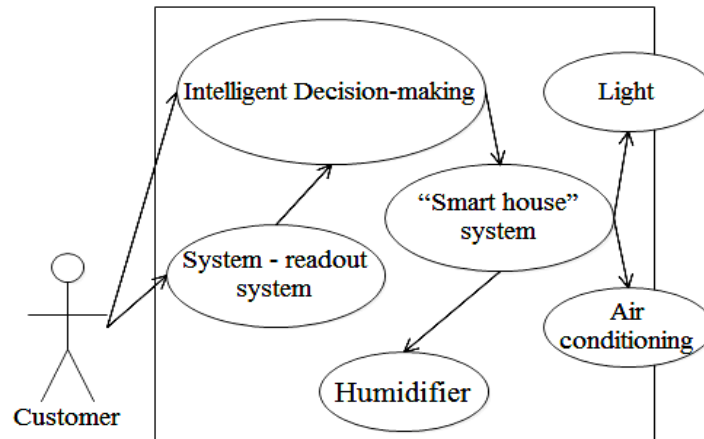 Intelligent Decision-making
Light
“Smart house”
system
System - readout
system
Air
conditioning
Humidifier
Customer